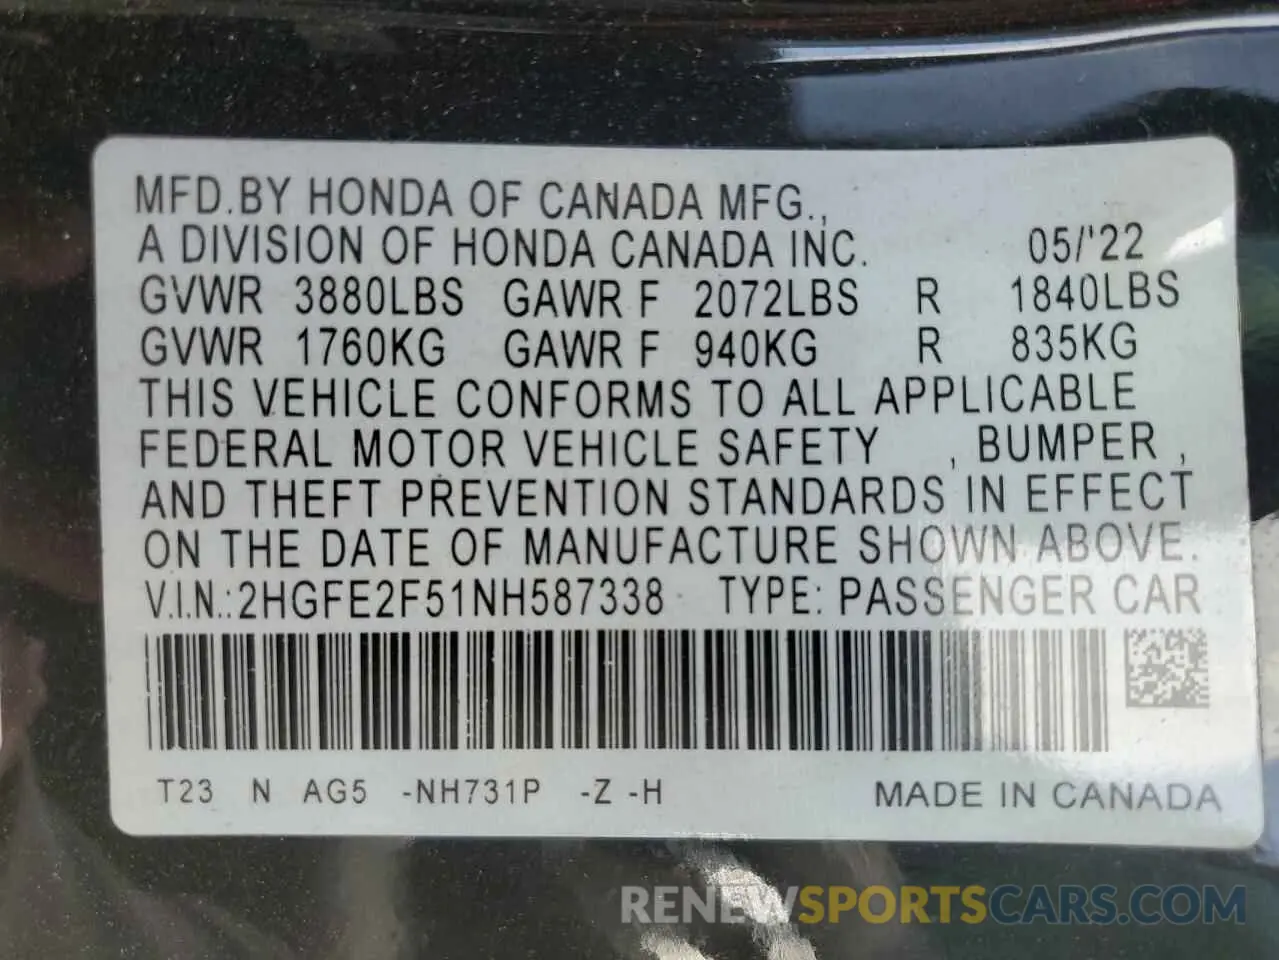 MFD.BY HONDA OF CANADA MFG.,
A DIVISION OF HONDA CANADA INC. 05/'22
GVWR 3880LBS GAWR F 2072LBS R 1840LBS
GVWR 1760KG GAWR F 940KG R 835KG
THIS VEHICLE CONFORMS TO ALL APPLICABLE
FEDERAL MOTOR VEHICLE SAFETY , BUMPER ,
AND THEFT PREVENTION STANDARDS IN EFFECT
ON THE DATE OF MANUFACTURE SHOWN ABOVE.
V.I.N.:2HGFE2F51NH587338 TYPE: PASSENGER CAR
T23 N AG5 -NH731P -Z -H MADE IN CANADA
RENEWSPORTSCARS.COM